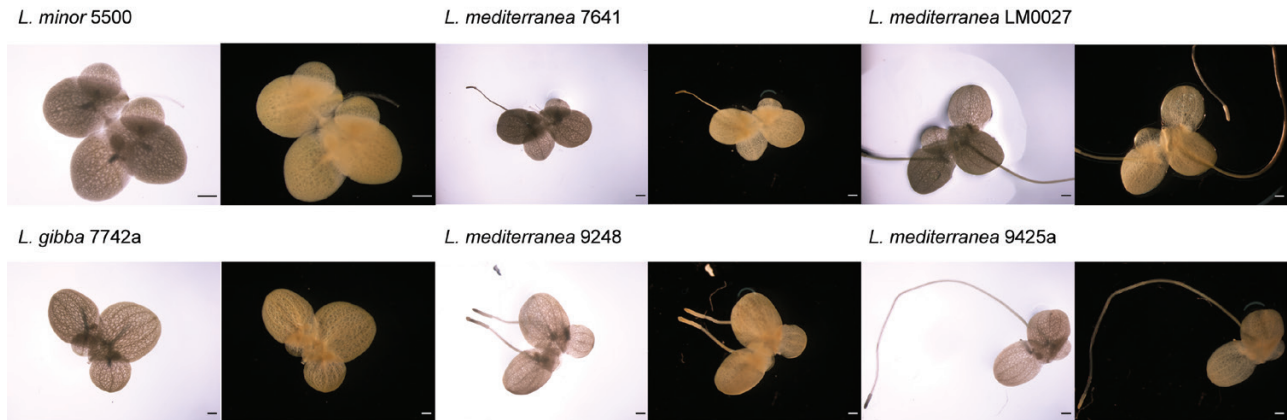 L. minor 5500
L. mediterranea 7641
L. mediterranea LM0027
L. gibba 7742a
L. mediterranea 9248
L. mediterranea 9425a